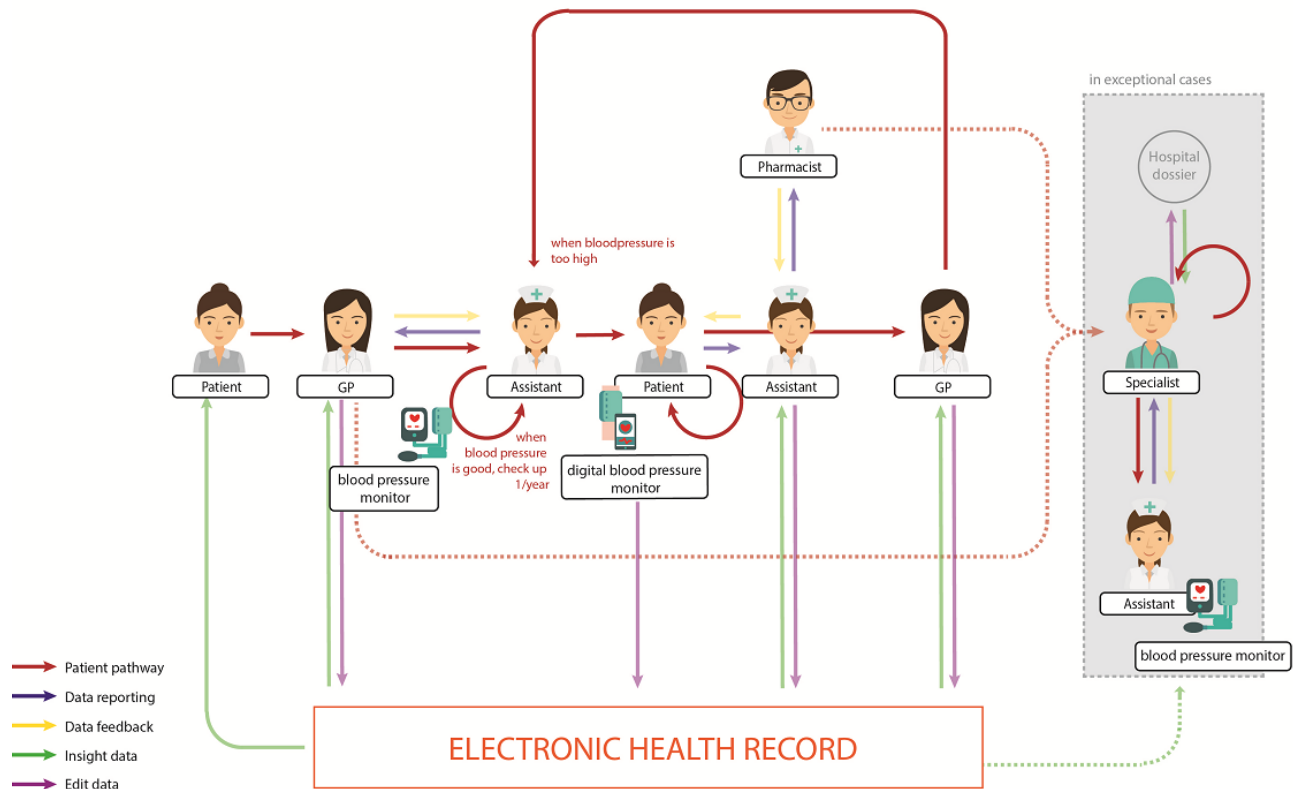 in exceptional cases
Hospital
dossier
Pharmacist
when bloodpressure is
too high
Patient
GP
Assistant
Patient
Assistant
GP
Specialist
when
blood pressure
is good, check up
1/year
blood pressure
monitor
digital blood pressure
monitor
Assistant
blood pressure monitor
Patient pathway
Data reporting
Data feedback
Insight data
Edit data
ELECTRONIC HEALTH RECORD